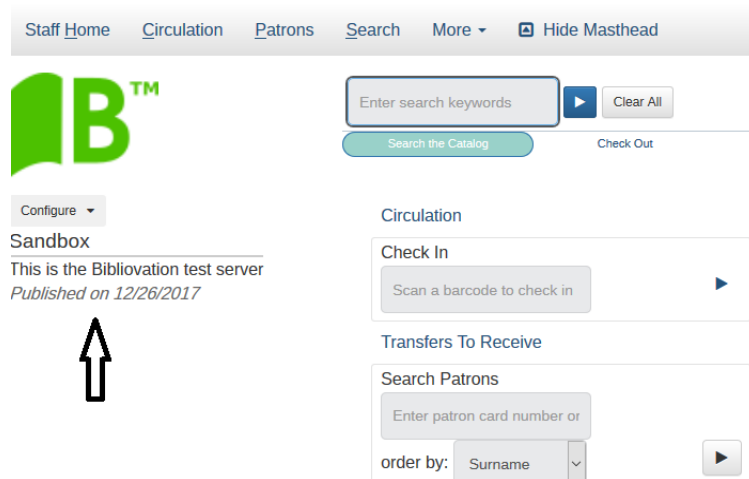 Staff Home Circulation Patrons Search More Hide Masthead
B™
Enter search keywords Clear All
Search the Catalog Check Out
Configure
Sandbox
This is the Bibliovation test server
Published on 12/26/2017
Circulation
Check In
Scan a barcode to check in
Transfers To Receive
Search Patrons
Enter patron card number or
order by: Surname